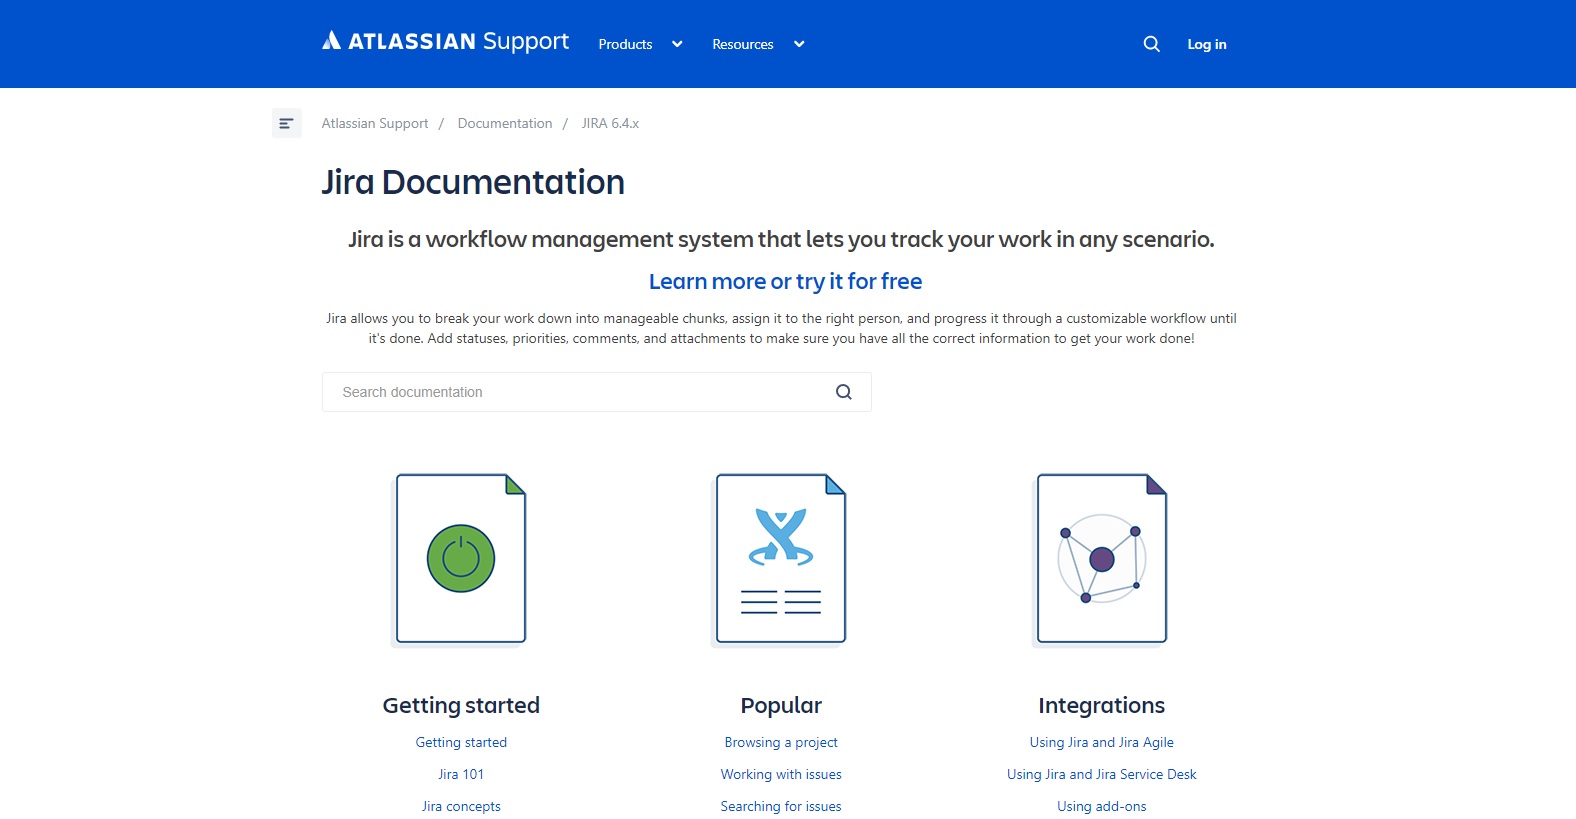 ATLASSIAN Support
Products
Resources
Log in
Atlassian Support / Documentation / JIRA 6.4.x
Jira Documentation
Jira is a workflow management system that lets you track your work in any scenario.
Learn more or try it for free
Jira allows you to break your work down into manageable chunks, assign it to the right person, and progress it through a customizable workflow until
it's done. Add statuses, priorities, comments, and attachments to make sure you have all the correct information to get your work done!
Search documentation
Getting started
Getting started
Jira 101
Jira concepts
Popular
Browsing a project
Working with issues
Searching for issues
Integrations
Using Jira and Jira Agile
Using Jira and Jira Service Desk
Using add-ons